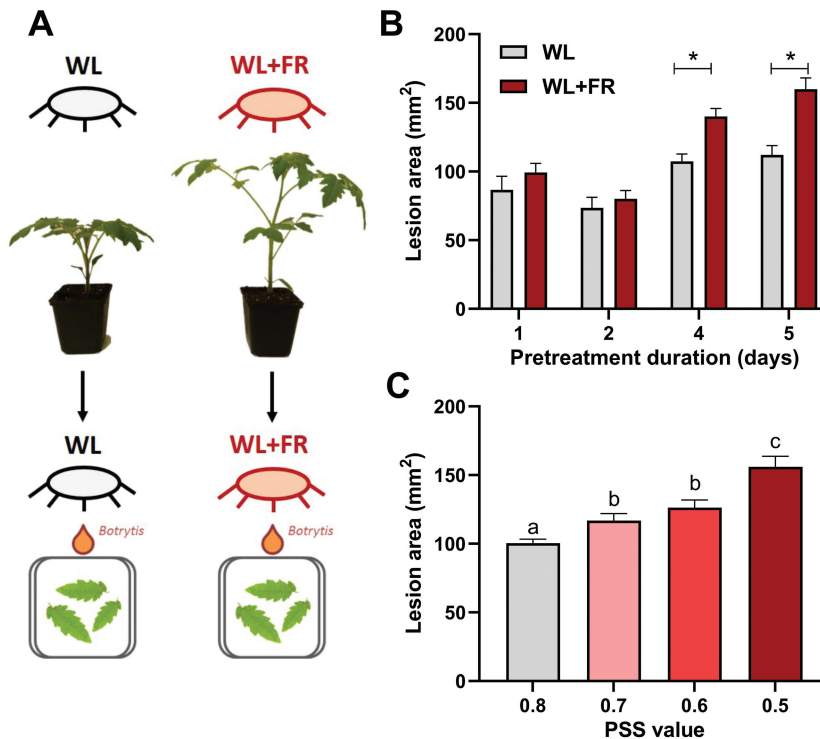 A
WL
WL+FR
WL
WL+FR
Botrytis
Botrytis
B
WL
WL+FR
*
*
Lesion area (mm²)
200
150
100
50
0
1
2
4
5
Pretreatment duration (days)
C
Lesion area (mm²)
200
150
100
50
0
a
b
b
c
0.8
0.7
0.6
0.5
PSS value